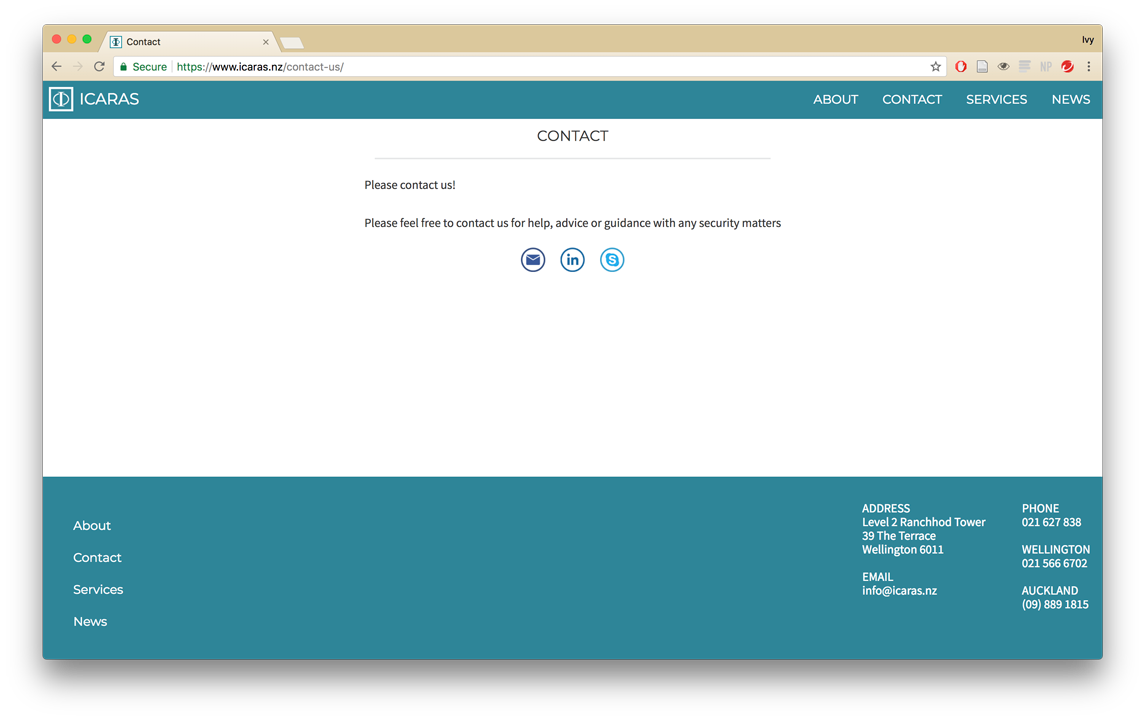 Contact
Ivy
Secure
https://www.icaras.nz/contact-us/
NP
ICARAS
ABOUT
CONTACT
SERVICES
NEWS
CONTACT
Please contact us!
Please feel free to contact us for help, advice or guidance with any security matters
in
S
About
Contact
Services
News
ADDRESS
Level 2 Ranchhod Tower
39 The Terrace
Wellington 6011
EMAIL
info@icaras.nz
PHONE
021 627 838
WELLINGTON
021 566 6702
AUCKLAND
(09) 889 1815